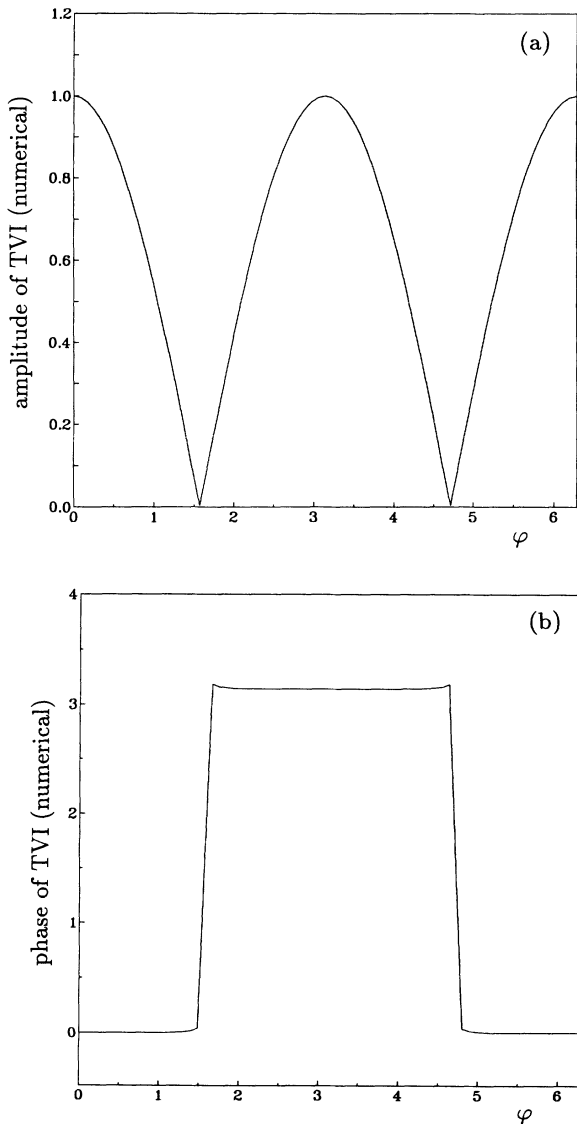 (a)
amplitude of TVI (numerical)
1.2
1.0
0.8
0.6
0.4
0.2
0.0
0 1 2 3 4 5 6
φ
(b)
phase of TVI (numerical)
4
3
2
1
0
0 1 2 3 4 5 6
φ